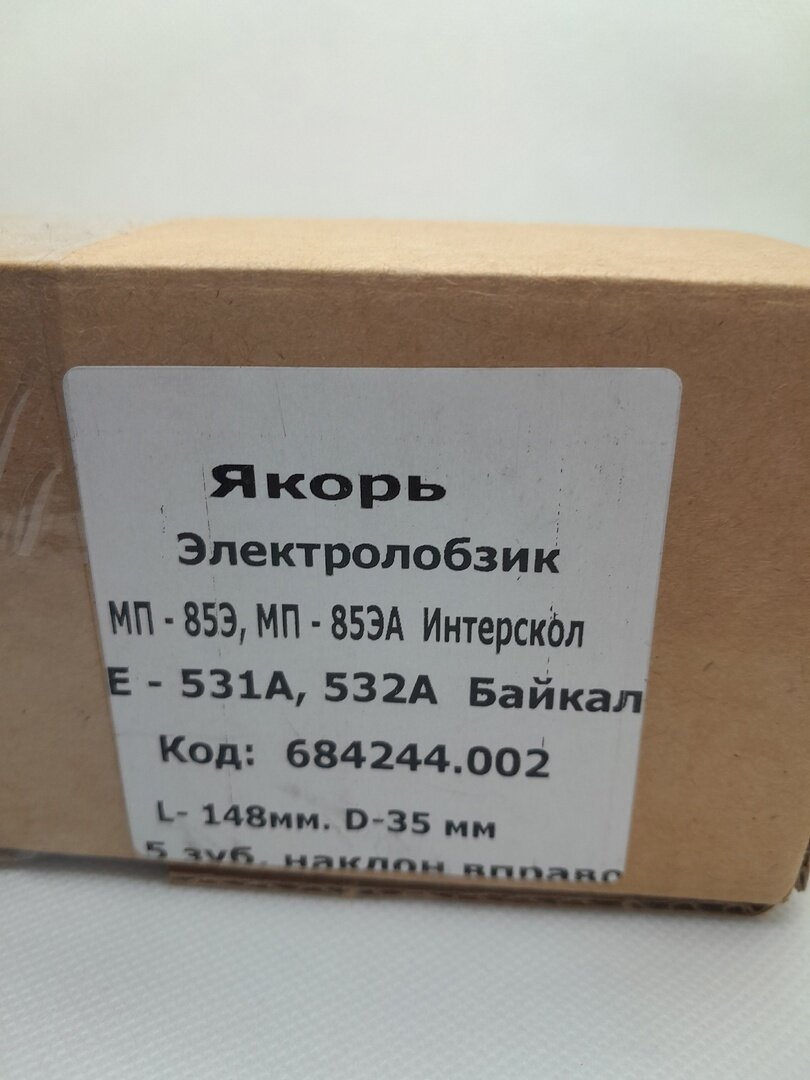 Якорь
Электролобзик
МП - 85Э, МП - 85ЭА Интерскол
Е - 531А, 532А Байкал
Код: 684244.002
L- 148мм. D-35 мм
5 зуб. наклон вправо